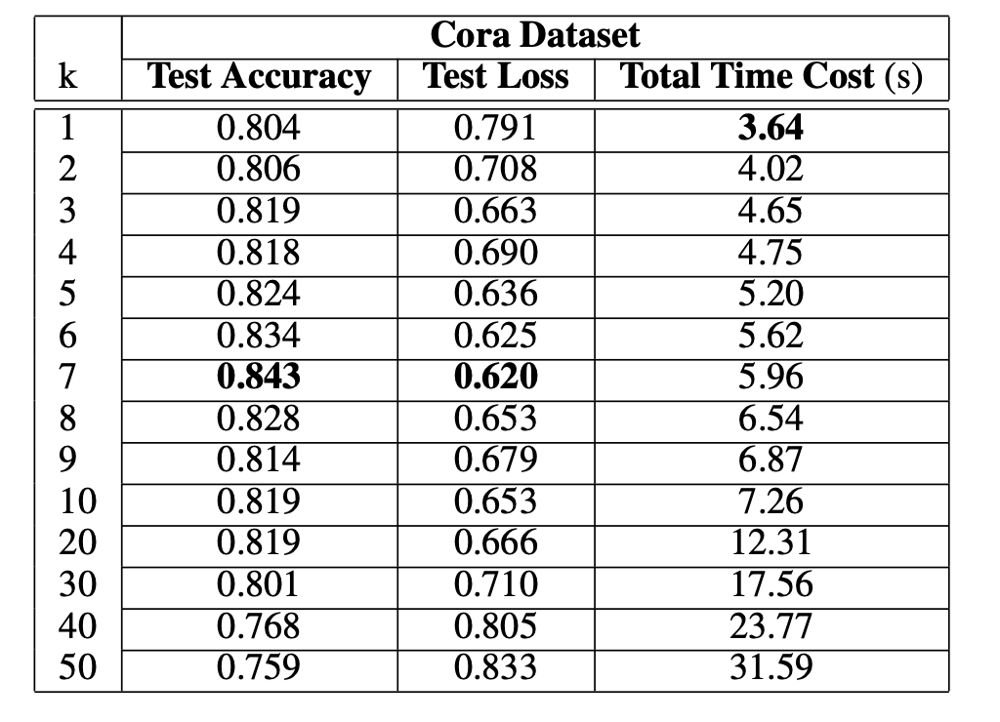 Cora Dataset
k Test Accuracy Test Loss Total Time Cost (s)
1 0.804 0.791 3.64
2 0.806 0.708 4.02
3 0.819 0.663 4.65
4 0.818 0.690 4.75
5 0.824 0.636 5.20
6 0.834 0.625 5.62
7 0.843 0.620 5.96
8 0.828 0.653 6.54
9 0.814 0.679 6.87
10 0.819 0.653 7.26
20 0.819 0.666 12.31
30 0.801 0.710 17.56
40 0.768 0.805 23.77
50 0.759 0.833 31.59